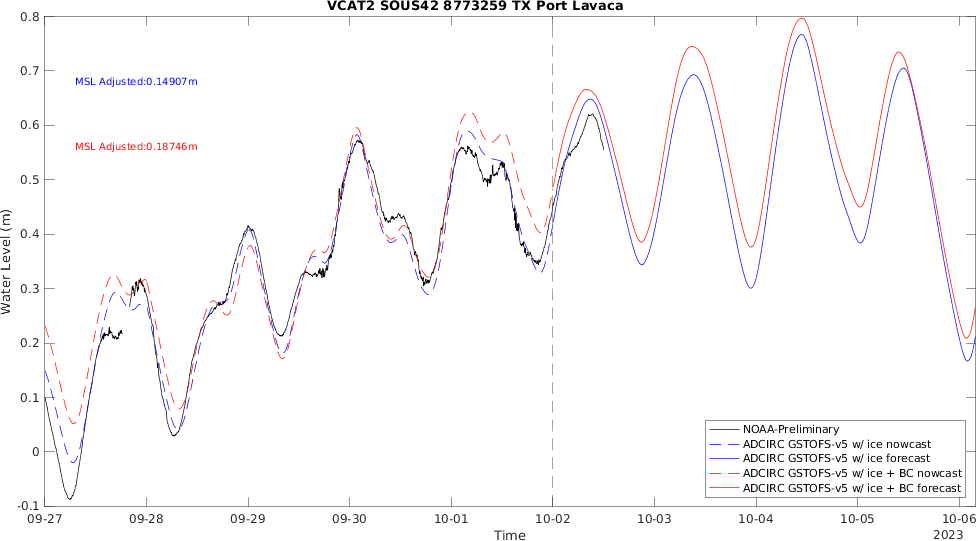 VCAT2 SOUS42 8773259 TX Port Lavaca
0.8
0.7
0.6
0.5
0.4
0.3
0.2
0.1
0
-0.1
Water Level (m)
MSL Adjusted:0.14907m
MSL Adjusted:0.18746m
NOAA-Preliminary
ADCIRC GSTOFS-v5 w/ ice nowcast
ADCIRC GSTOFS-v5 w/ ice forecast
ADCIRC GSTOFS-v5 w/ ice + BC nowcast
ADCIRC GSTOFS-v5 w/ ice + BC forecast
09-27 09-28 09-29 09-30 10-01 10-02 10-03 10-04 10-05 10-06
Time
2023